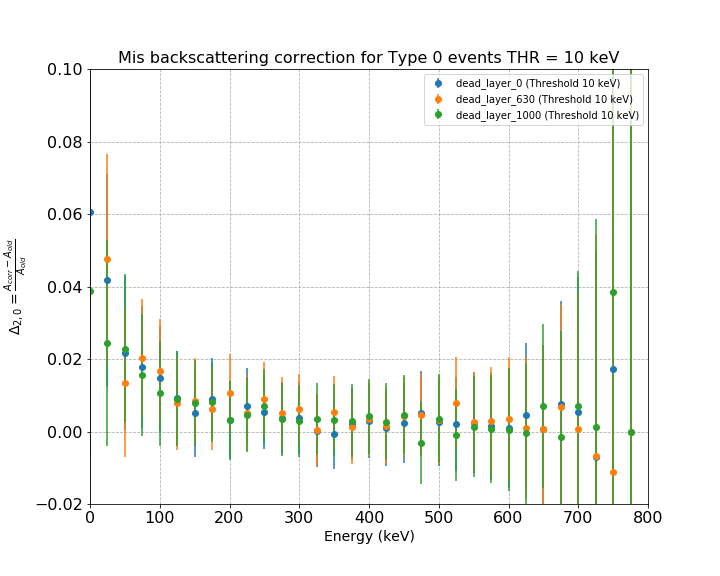 Mis backscattering correction for Type 0 events THR = 10 keV
0.10
0.08
0.06
0.04
0.02
0.00
−0.02
Δ2,0 = (Acorr − Aold) / Aold
dead_layer_0 (Threshold 10 keV)
dead_layer_630 (Threshold 10 keV)
dead_layer_1000 (Threshold 10 keV)
0 100 200 300 400 500 600 700 800
Energy (keV)